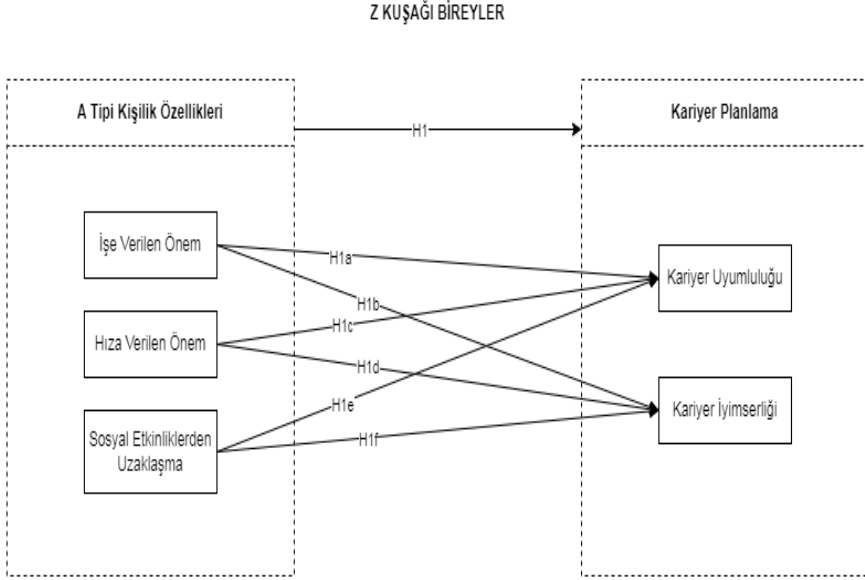 Z KUŞAĞI BİREYLER
A Tipi Kişilik Özellikleri
H1
Kariyer Planlama
İşe Verilen Önem
H1a
Kariyer Uyumluluğu
H1b
Hıza Verilen Önem
H1c
H1d
Kariyer İyimserliği
H1e
Sosyal Etkinliklerden
Uzaklaşma
H1f